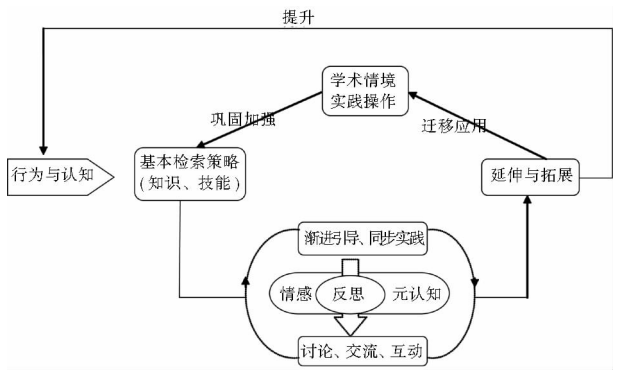 提升
学术情境
实践操作
巩固加强
迁移应用
行为与认知
基本检索策略
(知识、技能)
延伸与拓展
渐进引导、同步实践
情感
反思
元认知
讨论、交流、互动